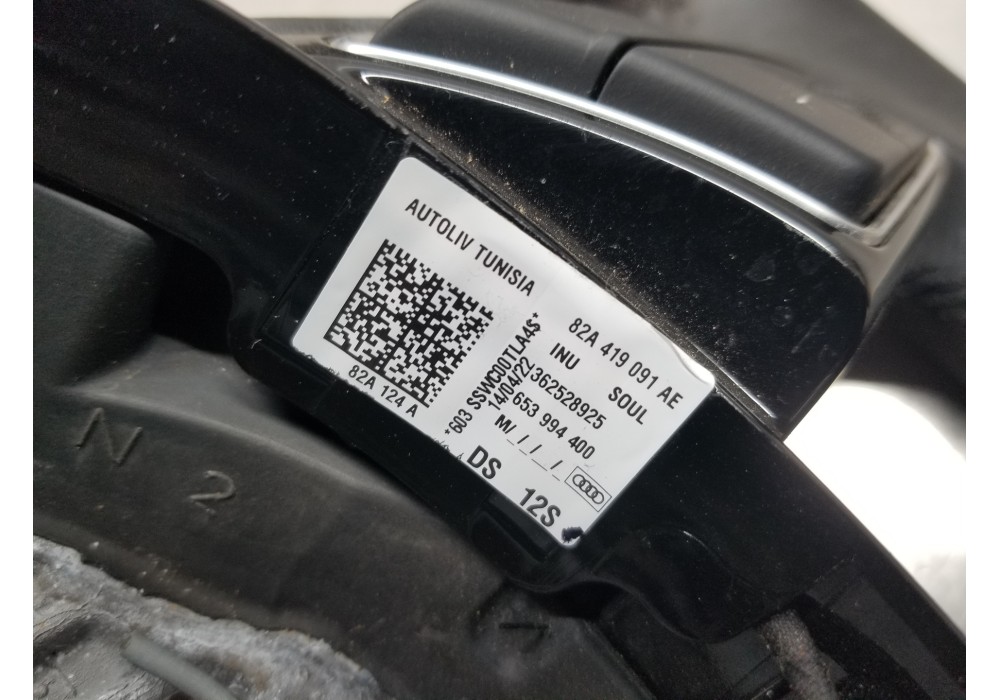 AUTOLIV TUNISIA
82A 419 091 AE
INU SOUL
*603 SSWC00TLA4$*
14/04/22
362528925
653 994 400
M/_/_/_/
82A 124 A
DS 12S
N 2